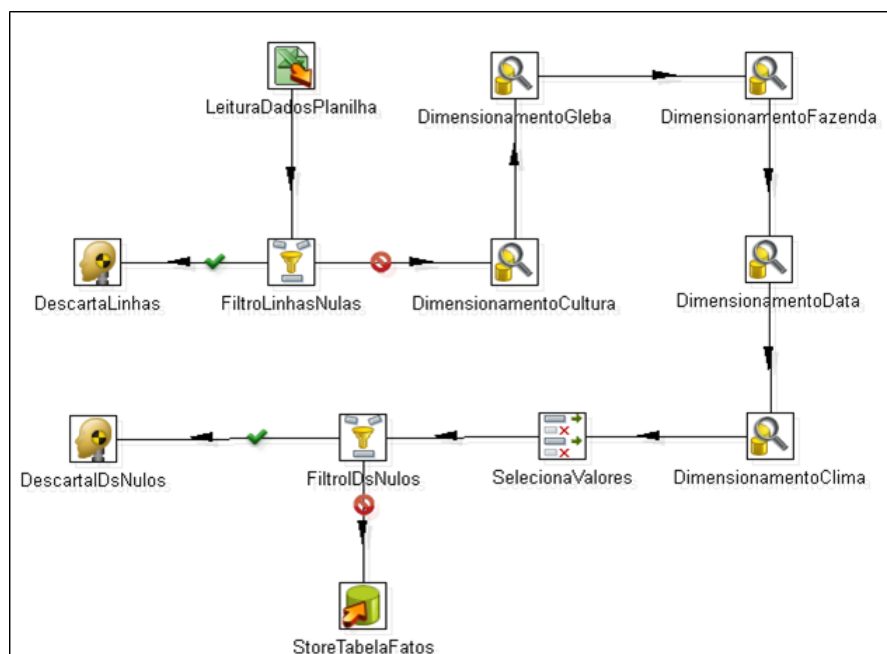 LeituraDadosPlanilha
DimensionamentoGleba
DimensionamentoFazenda
DescartaLinhas
FiltroLinhasNulas
DimensionamentoCultura
DimensionamentoData
DescartaIDsNulos
FiltroIDsNulos
SelecionaValores
DimensionamentoClima
StoreTabelaFatos